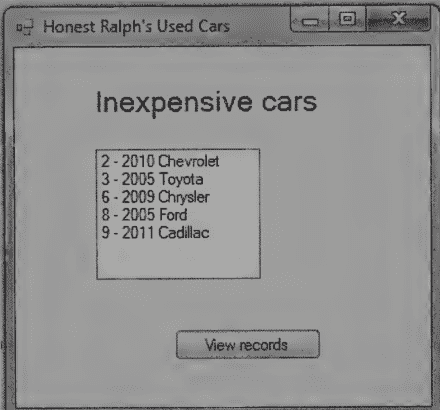 Honest Ralph's Used Cars
Inexpensive cars
2 - 2010 Chevrolet
3 - 2005 Toyota
6 - 2009 Chrysler
8 - 2005 Ford
9 - 2011 Cadillac
View records